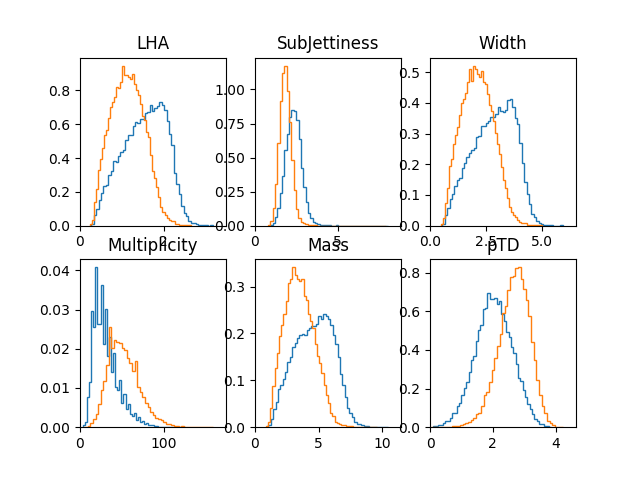 LHA SubJettiness Width
0.8 1.00 0.5
0.6 0.75 0.4
0.4 0.50 0.3
0.2 0.25 0.2
0.0 0.00 0.1
0.0
0 2 0 5 0.0 2.5 5.0
Multiplicity Mass pTD
0.04 0.3 0.8
0.03 0.2 0.6
0.02 0.1 0.4
0.01 0.0 0.2
0.00 0.0
0 100 0 5 10 0 2 4